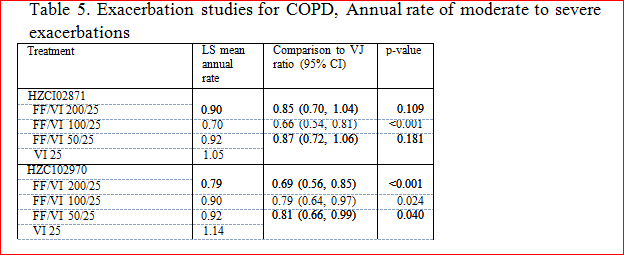 Table 5. Exacerbation studies for COPD, Annual rate of moderate to severe
exacerbations
Treatment LS mean annual rate Comparison to VJ ratio (95% CI) p-value
HZCI02871
FF/VI 200/25 0.90 0.85 (0.70, 1.04) 0.109
FF/VI 100/25 0.70 0.66 (0.54, 0.81) <0.001
FF/VI 50/25 0.92 0.87 (0.72, 1.06) 0.181
VI 25 1.05
HZC102970
FF/VI 200/25 0.79 0.69 (0.56, 0.85) <0.001
FF/VI 100/25 0.90 0.79 (0.64, 0.97) 0.024
FF/VI 50/25 0.92 0.81 (0.66, 0.99) 0.040
VI 25 1.14